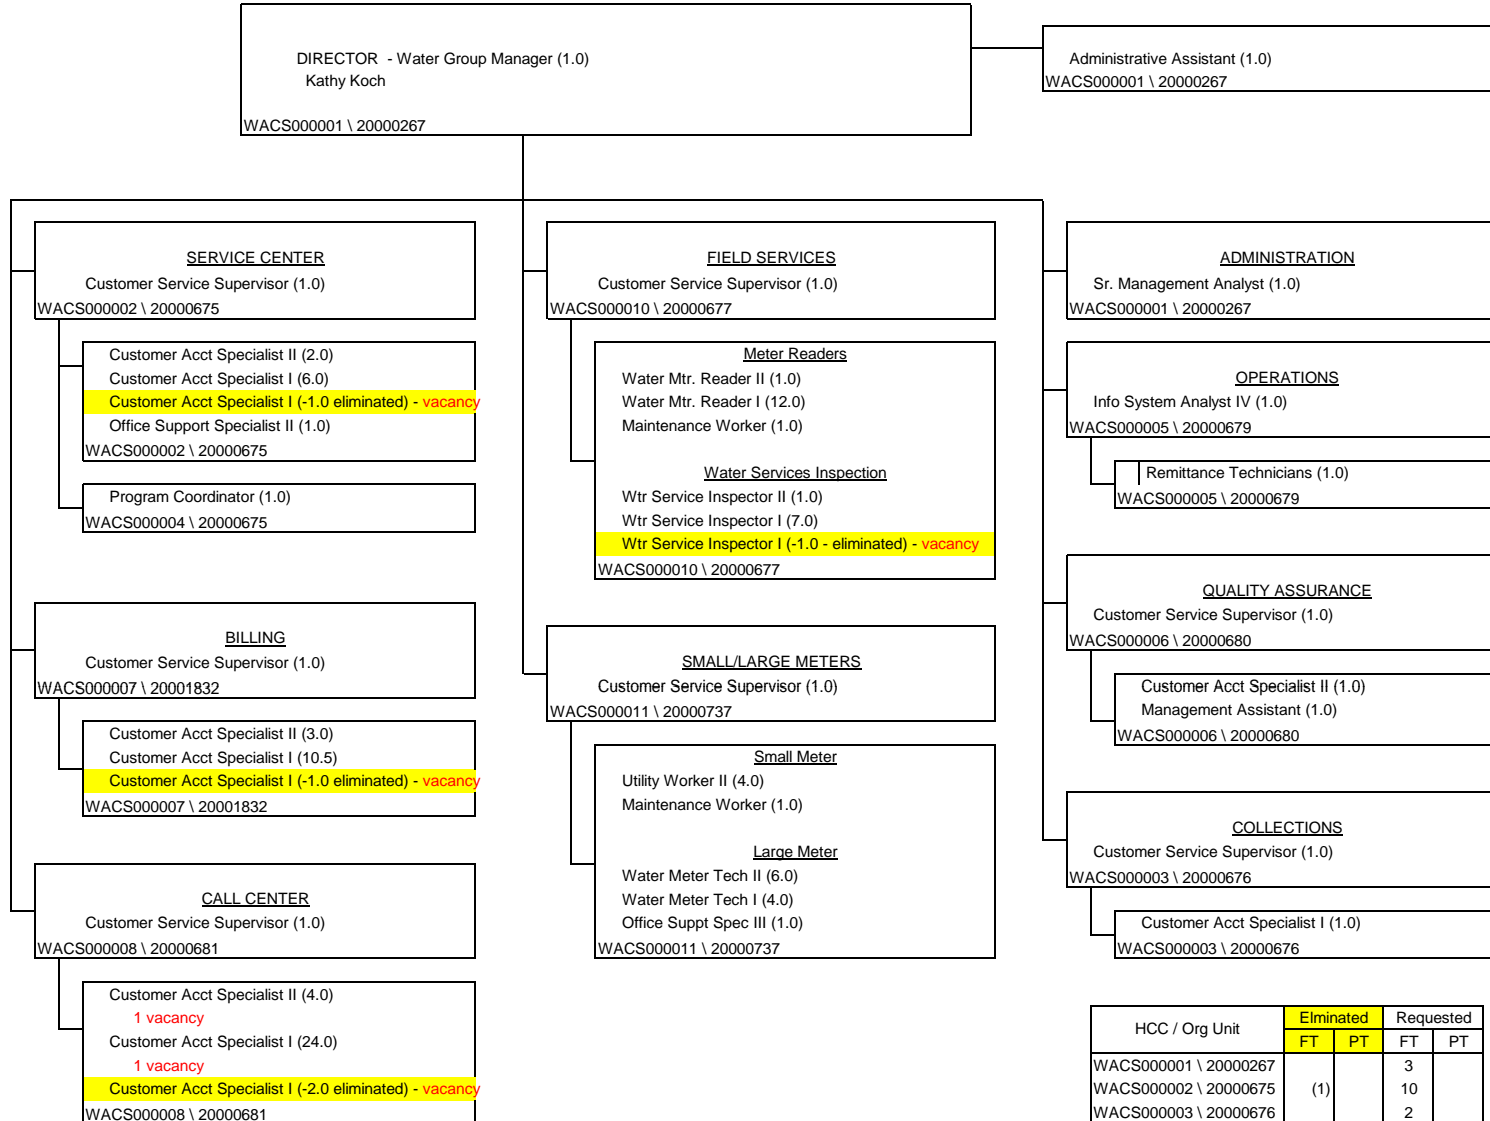 DIRECTOR - Water Group Manager (1.0)
Kathy Koch
WACS000001 \ 20000267
Administrative Assistant (1.0)
WACS000001 \ 20000267
SERVICE CENTER
Customer Service Supervisor (1.0)
WACS000002 \ 20000675
Customer Acct Specialist II (2.0)
Customer Acct Specialist I (6.0)
Customer Acct Specialist I (-1.0 eliminated) - vacancy
Office Support Specialist II (1.0)
WACS000002 \ 20000675
Program Coordinator (1.0)
WACS000004 \ 20000675
BILLING
Customer Service Supervisor (1.0)
WACS000007 \ 20001832
Customer Acct Specialist II (3.0)
Customer Acct Specialist I (10.5)
Customer Acct Specialist I (-1.0 eliminated) - vacancy
WACS000007 \ 20001832
CALL CENTER
Customer Service Supervisor (1.0)
WACS000008 \ 20000681
Customer Acct Specialist II (4.0)
1 vacancy
Customer Acct Specialist I (24.0)
1 vacancy
Customer Acct Specialist I (-2.0 eliminated) - vacancy
WACS000008 \ 20000681
FIELD SERVICES
Customer Service Supervisor (1.0)
WACS000010 \ 20000677
Meter Readers
Water Mtr. Reader II (1.0)
Water Mtr. Reader I (12.0)
Maintenance Worker (1.0)
Water Services Inspection
Wtr Service Inspector II (1.0)
Wtr Service Inspector I (7.0)
Wtr Service Inspector I (-1.0 - eliminated) - vacancy
WACS000010 \ 20000677
SMALL/LARGE METERS
Customer Service Supervisor (1.0)
WACS000011 \ 20000737
Small Meter
Utility Worker II (4.0)
Maintenance Worker (1.0)
Large Meter
Water Meter Tech II (6.0)
Water Meter Tech I (4.0)
Office Suppt Spec III (1.0)
WACS000011 \ 20000737
ADMINISTRATION
Sr. Management Analyst (1.0)
WACS000001 \ 20000267
OPERATIONS
Info System Analyst IV (1.0)
WACS000005 \ 20000679
Remittance Technicians (1.0)
WACS000005 \ 20000679
QUALITY ASSURANCE
Customer Service Supervisor (1.0)
WACS000006 \ 20000680
Customer Acct Specialist II (1.0)
Management Assistant (1.0)
WACS000006 \ 20000680
COLLECTIONS
Customer Service Supervisor (1.0)
WACS000003 \ 20000676
Customer Acct Specialist I (1.0)
WACS000003 \ 20000676
HCC / Org Unit Elminated Requested
FT PT FT PT
WACS000001 \ 20000267 3
WACS000002 \ 20000675 (1) 10
WACS000003 \ 20000676 2